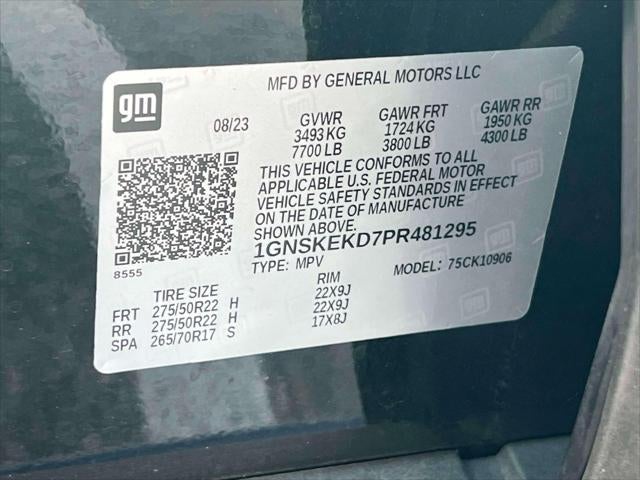 MFD BY GENERAL MOTORS LLC
gm
08/23 GVWR GAWR FRT GAWR RR
3493 KG 1724 KG 1950 KG
7700 LB 3800 LB 4300 LB
THIS VEHICLE CONFORMS TO ALL
APPLICABLE U.S. FEDERAL MOTOR
VEHICLE SAFETY STANDARDS IN EFFECT
ON THE DATE OF MANUFACTURE
SHOWN ABOVE.
1GNSKEKD7PR481295
8555
TYPE: MPV MODEL: 75CK10906
TIRE SIZE RIM
FRT 275/50R22 H 22X9J
RR 275/50R22 H 22X9J
SPA 265/70R17 S 17X8J